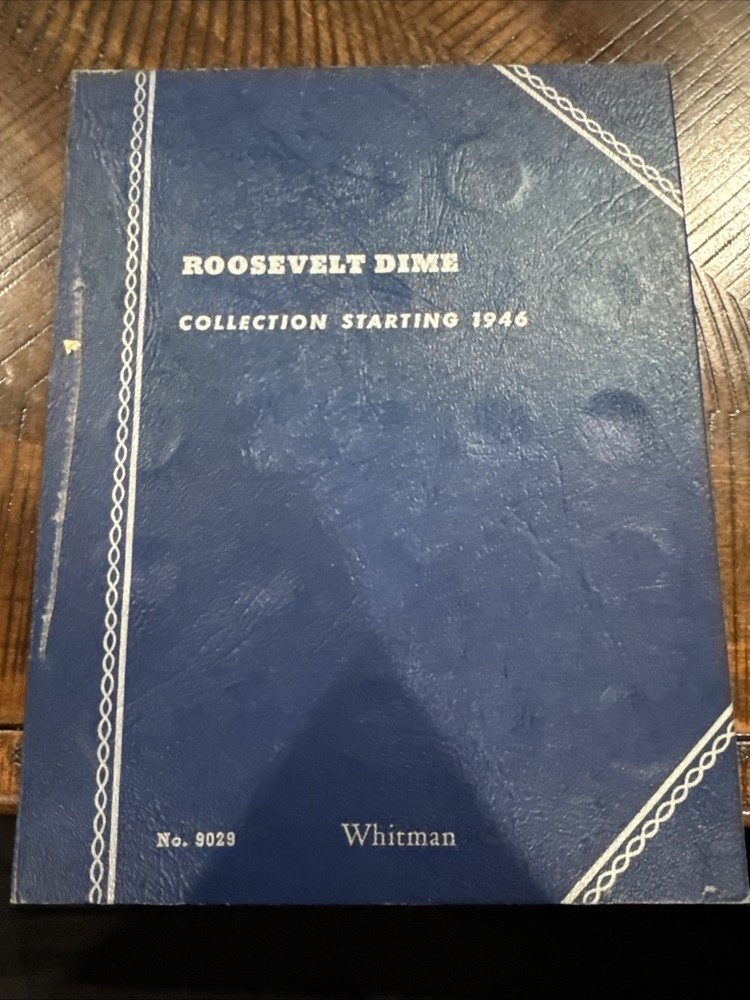 ROOSEVELT DIME
COLLECTION STARTING 1946
No. 9029
Whitman